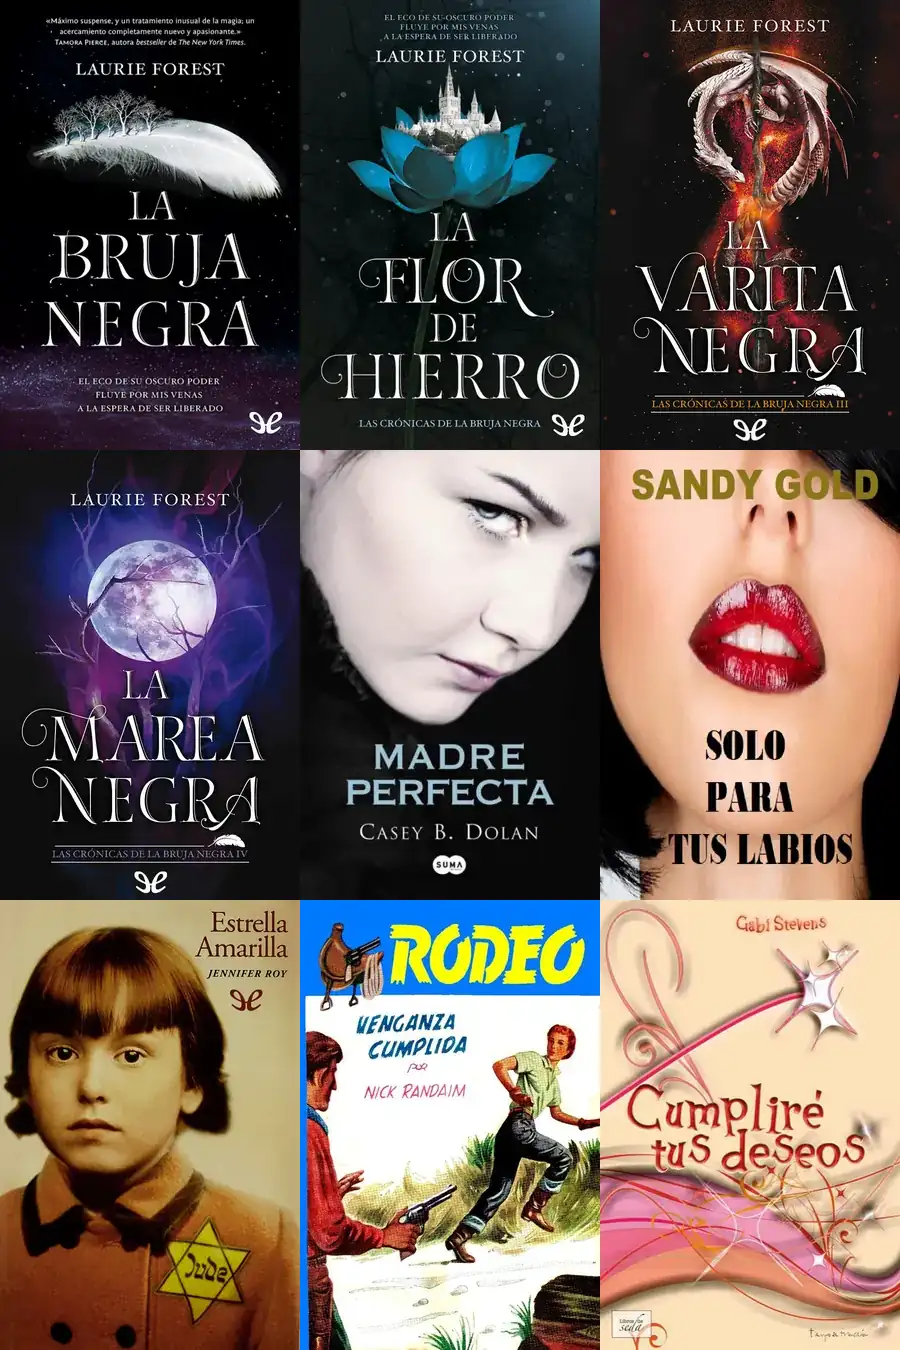 «Máximo suspense, y un tratamiento inusual de la magia; un
acercamiento completamente nuevo y apasionante.»
TAMORA PIERCE, autora bestseller de The New York Times.
LAURIE FOREST
LA
BRUJA
NEGRA
EL ECO DE SU OSCURO PODER
FLUYE POR MIS VENAS
A LA ESPERA DE SER LIBERADO
EL ECO DE SU OSCURO PODER
FLUYE POR MIS VENAS
A LA ESPERA DE SER LIBERADO
LAURIE FOREST
LA
FLOR
DE
HIERRO
LAS CRÓNICAS DE LA BRUJA NEGRA
LAURIE FOREST
LA
VARITA
NEGRA
LAS CRÓNICAS DE LA BRUJA NEGRA III
LAURIE FOREST
LA
MAREA
NEGRA
LAS CRÓNICAS DE LA BRUJA NEGRA IV
MADRE
PERFECTA
CASEY B. DOLAN
SUMA
SANDY GOLD
SOLO
PARA
TUS LABIOS
Estrella
Amarilla
JENNIFER ROY
Jude
RODEO
VENGANZA
CUMPLIDA
por
NICK RANDAIM
Gabi Stevens
Cumpliré
tus deseos
Libros de
seda